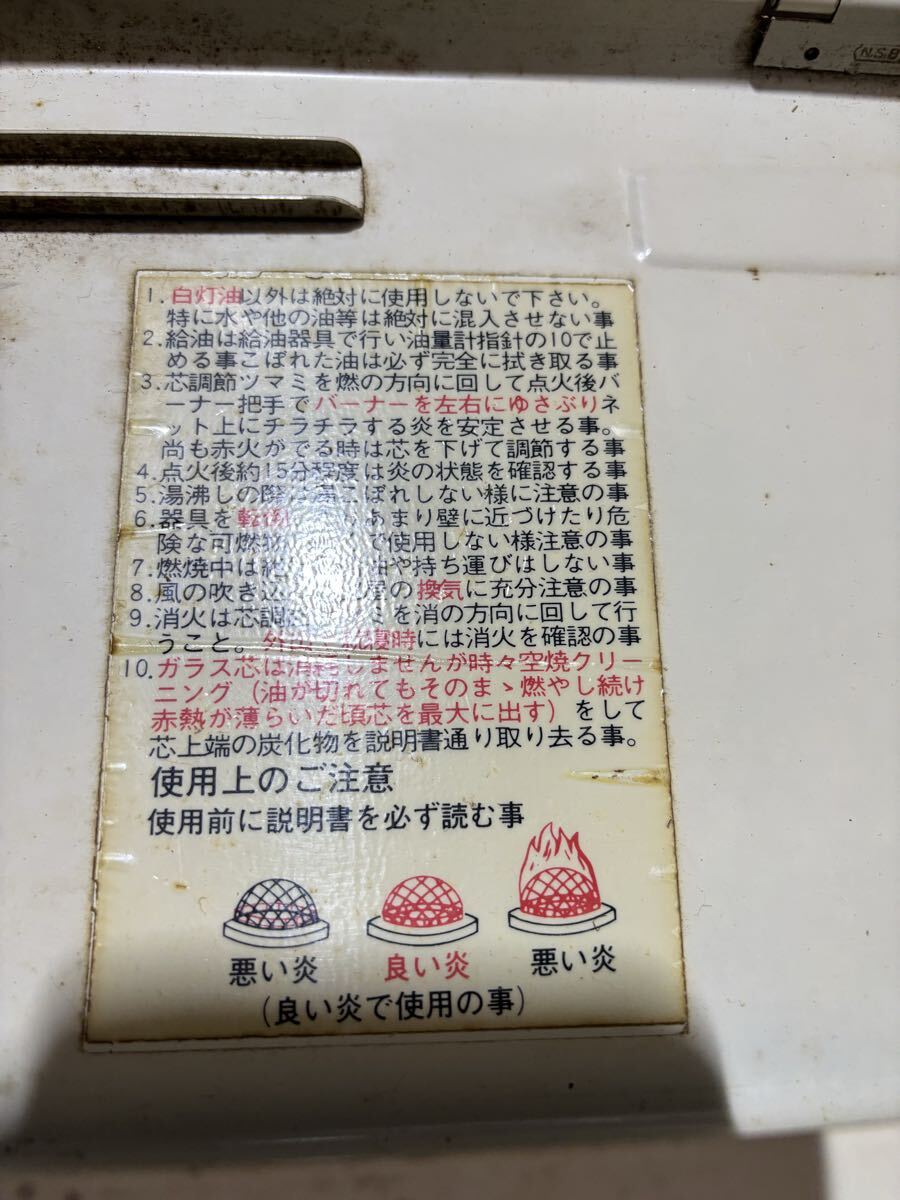 N.S.B
1. 白灯油以外は絶対に使用しないで下さい。
特に水や他の油等は絶対に混入させない事
2. 給油は給油器具で行い油量計指針の10で止
める事こぼれた油は必ず完全に拭き取る事
3. 芯調節ツマミを燃の方向に回して点火後バ
ーナー把手でバーナーを左右にゆさぶりネ
ット上にチラチラする炎を安定させる事。
尚も赤火がでる時は芯を下げて調節する事
4. 点火後約15分程度は炎の状態を確認する事
5. 湯沸しの際は湯こぼれしない様に注意の事
6. 器具を あまり壁に近づけたり危
険な可燃物 で使用しない様注意の事
7. 燃焼中は絶 や持ち運びはしない事
8. 風の吹き込 の換気に充分注意の事
9. 消火は芯調 ミを消の方向に回して行
うこと。外出 就寝時には消火を確認の事
10. ガラス芯は消耗しませんが時々空焼クリー
ニング(油が切れてもそのまゝ燃やし続け
赤熱が薄らいだ頃芯を最大に出す)をして
芯上端の炭化物を説明書通り取り去る事。
使用上のご注意
使用前に説明書を必ず読む事
悪い炎 良い炎 悪い炎
(良い炎で使用の事)